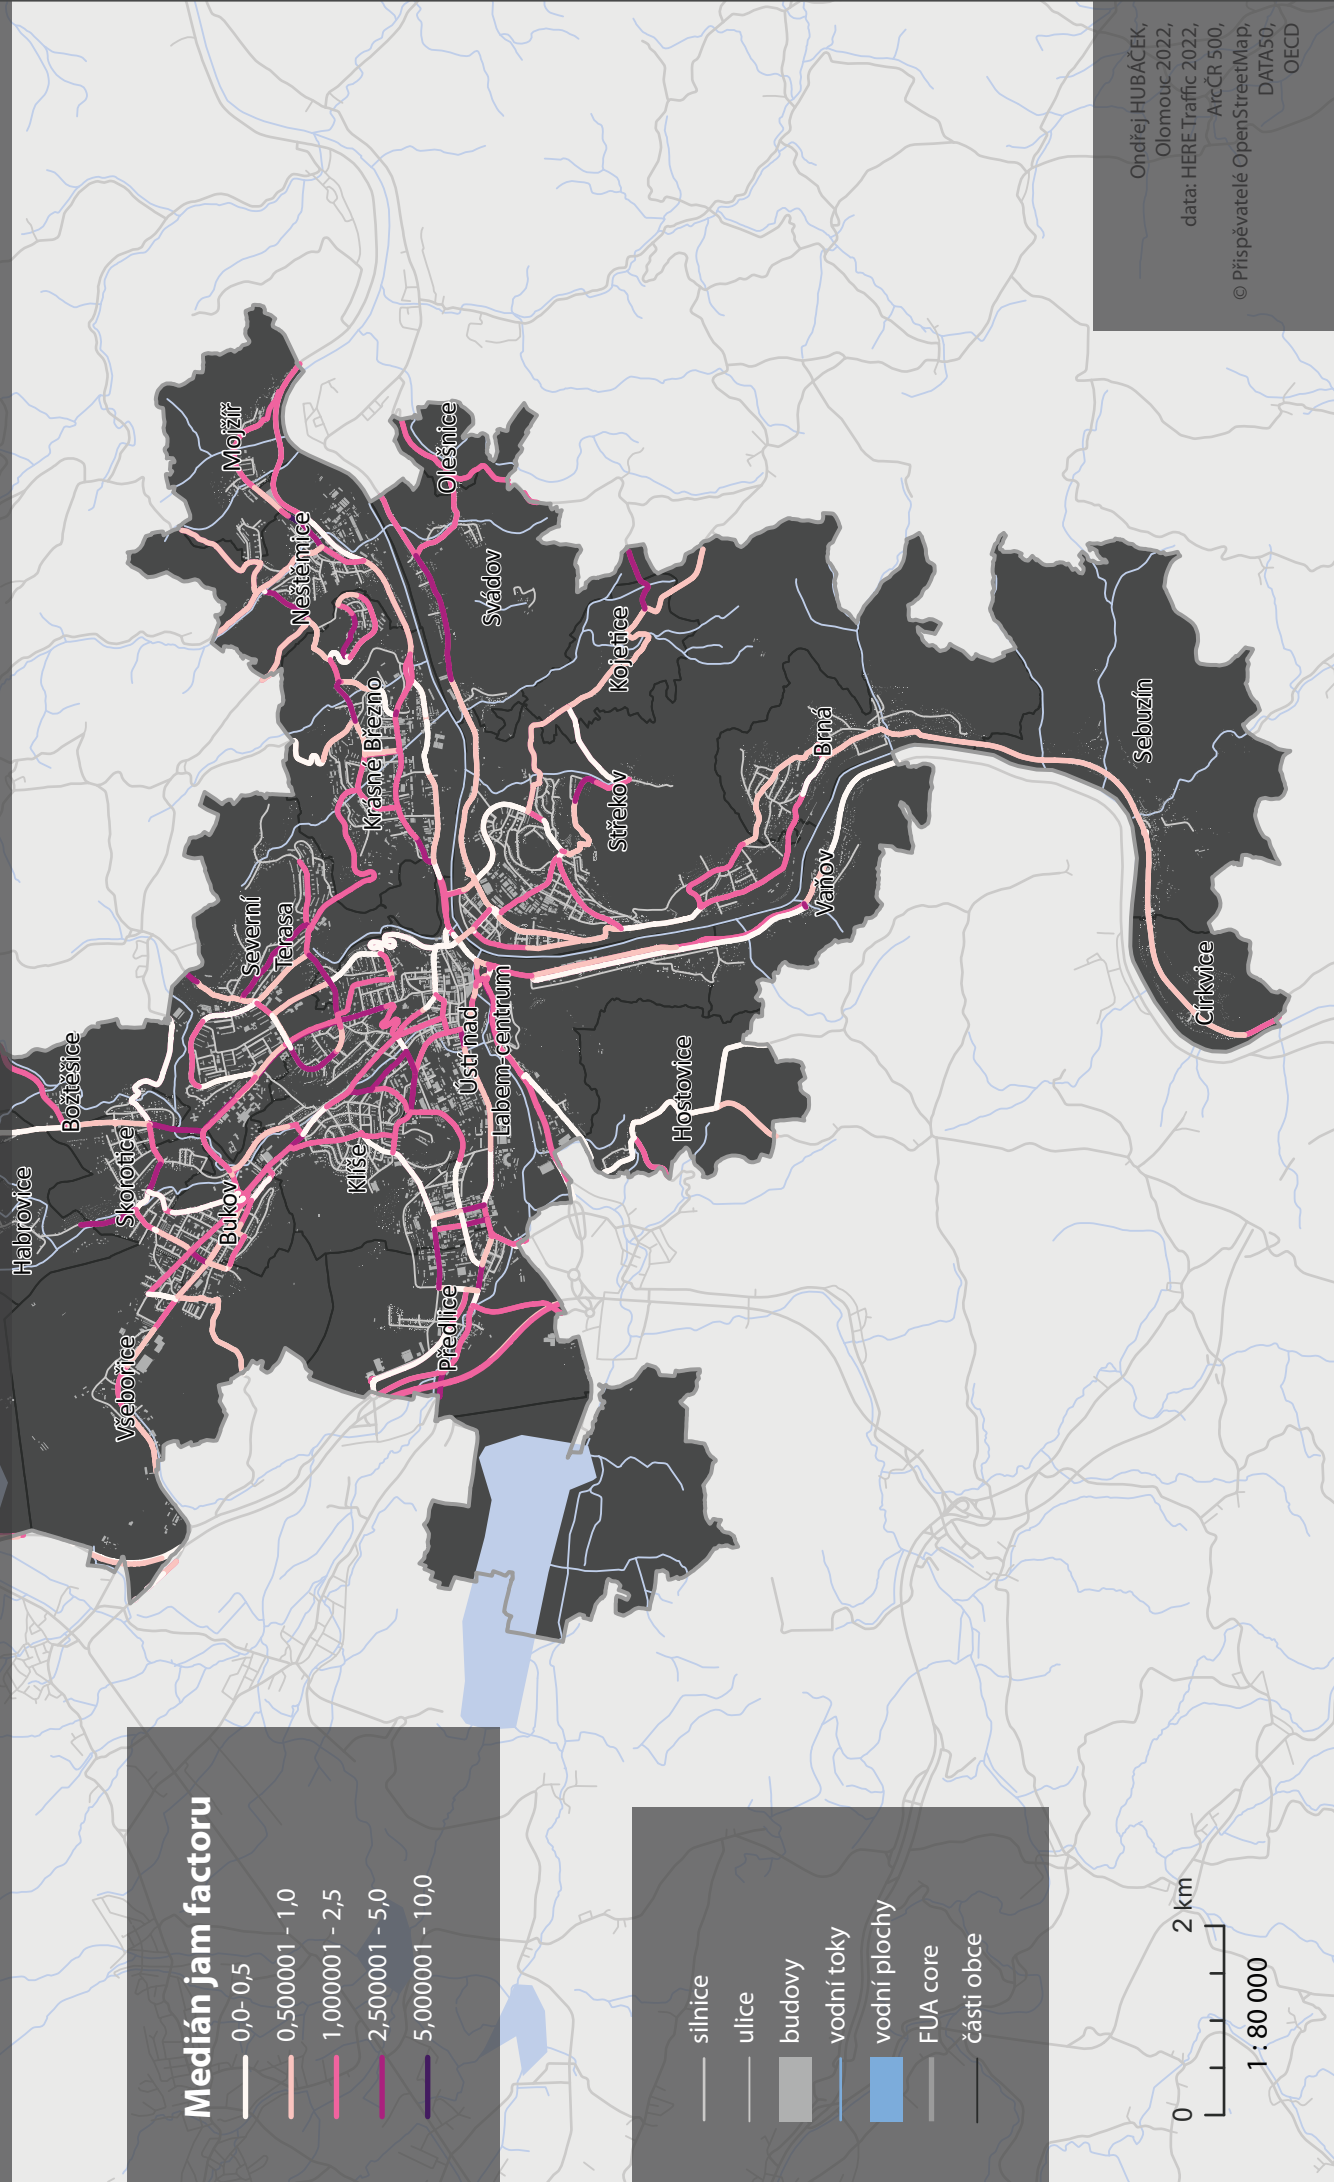 Habrovice
Božtěšice
Skorotice
Všebořice
Bukov
Severní
Terasa
Mojžíř
Neštěmice
Krásné Březno
Klíše
Předlice
Ústí nad
Labem-centrum
Olešnice
Svádov
Kojetice
Střekov
Hostovice
Brná
Vaňov
Sebuzín
Církvice
Medián jam factoru
0,0- 0,5
0,500001 - 1,0
1,000001 - 2,5
2,500001 - 5,0
5,000001 - 10,0
silnice
ulice
budovy
vodní toky
vodní plochy
FUA core
části obce
0 2 km
1 : 80 000
Ondřej HUBÁČEK,
Olomouc 2022,
data: HERE Traffic 2022,
ArcČR 500,
© Přispěvatelé OpenStreetMap,
DATA50,
OECD